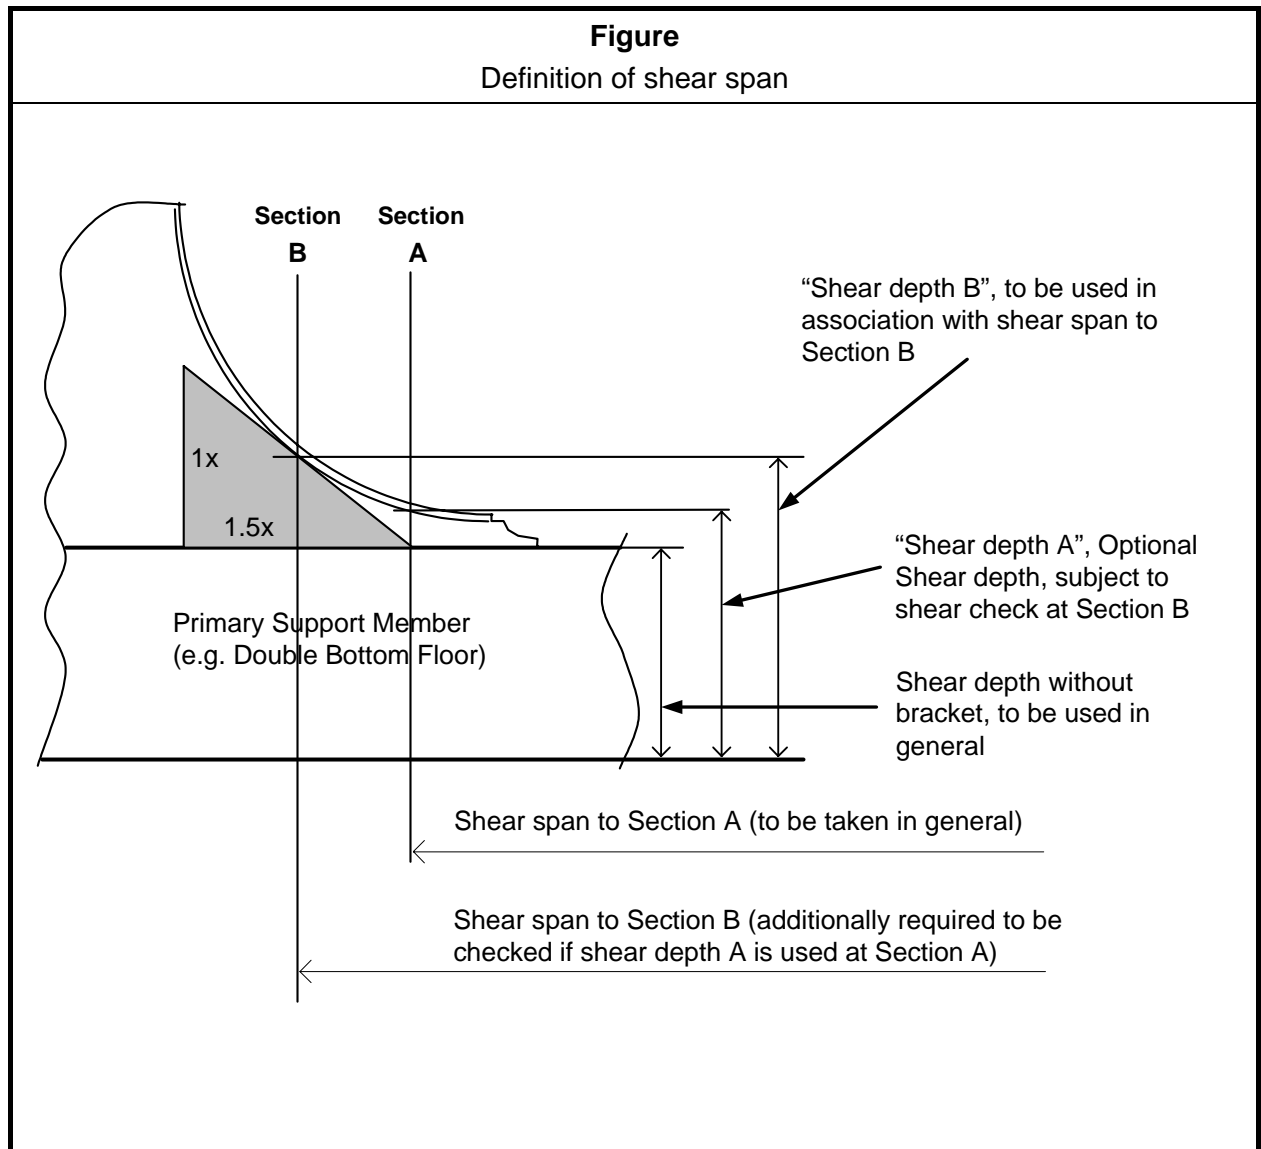 Figure
Definition of shear span
Section Section
B A
“Shear depth B”, to be used in
association with shear span to
Section B
1x
1.5x
“Shear depth A”, Optional
Shear depth, subject to
shear check at Section B
Primary Support Member
(e.g. Double Bottom Floor)
Shear depth without
bracket, to be used in
general
Shear span to Section A (to be taken in general)
Shear span to Section B (additionally required to be
checked if shear depth A is used at Section A)